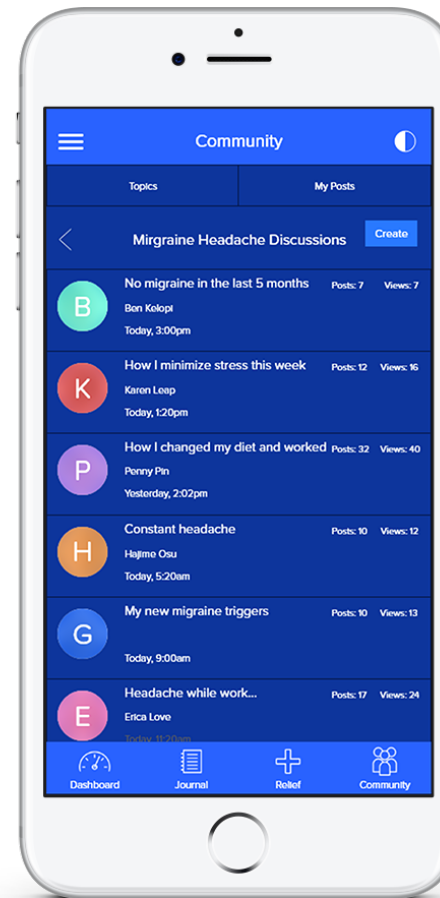 Community
Topics My Posts
Mirgraine Headache Discussions Create
B No migraine in the last 5 months Posts: 7 Views: 7
Ben Kelopi
Today, 3:00pm
K How I minimize stress this week Posts: 12 Views: 16
Karen Leap
Today, 1:20pm
P How I changed my diet and worked Posts: 32 Views: 40
Penny Pin
Yesterday, 2:02pm
H Constant headache Posts: 10 Views: 12
Hajime Osu
Today, 5:20am
G My new migraine triggers Posts: 10 Views: 13
Today, 9:00am
E Headache while work... Posts: 17 Views: 24
Erica Love
Today, 11:20am
Dashboard Journal Relief Community